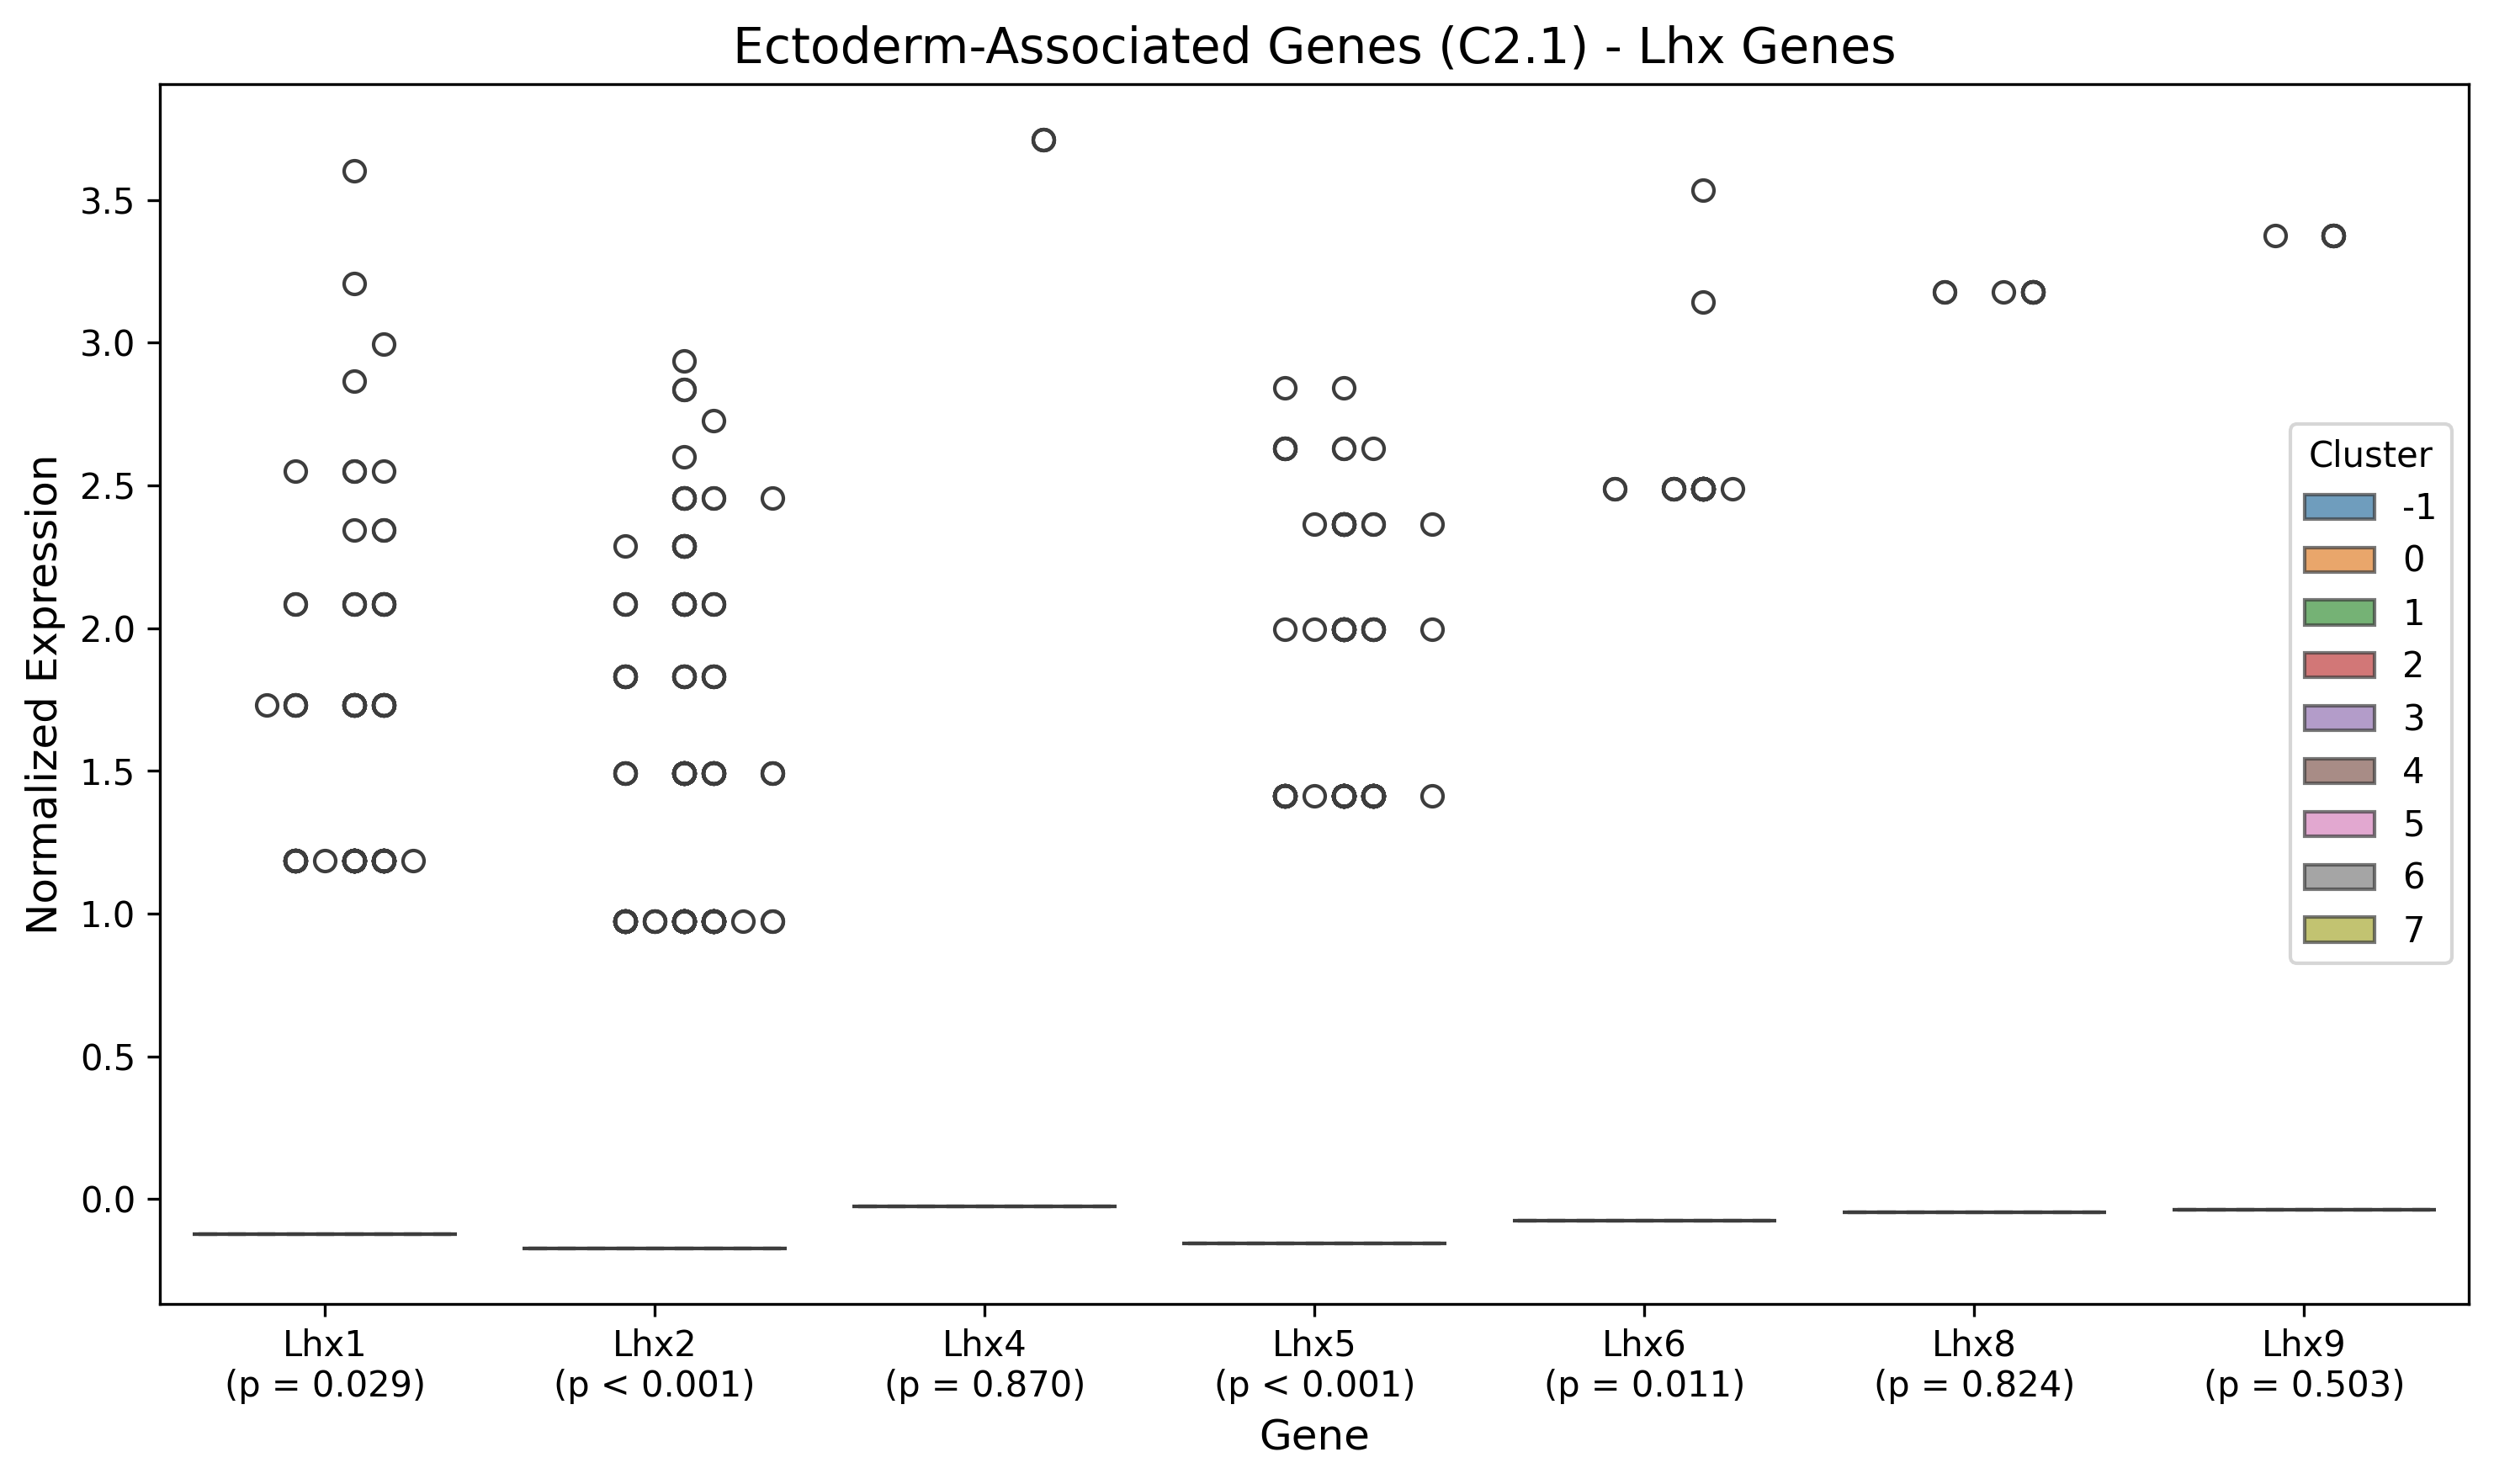 Ectoderm-Associated Genes (C2.1) - Lhx Genes
Normalized Expression
3.5
3.0
2.5
2.0
1.5
1.0
0.5
0.0
Cluster
-1
0
1
2
3
4
5
6
7
Lhx1
(p = 0.029)
Lhx2
(p < 0.001)
Lhx4
(p = 0.870)
Lhx5
(p < 0.001)
Lhx6
(p = 0.011)
Lhx8
(p = 0.824)
Lhx9
(p = 0.503)
Gene